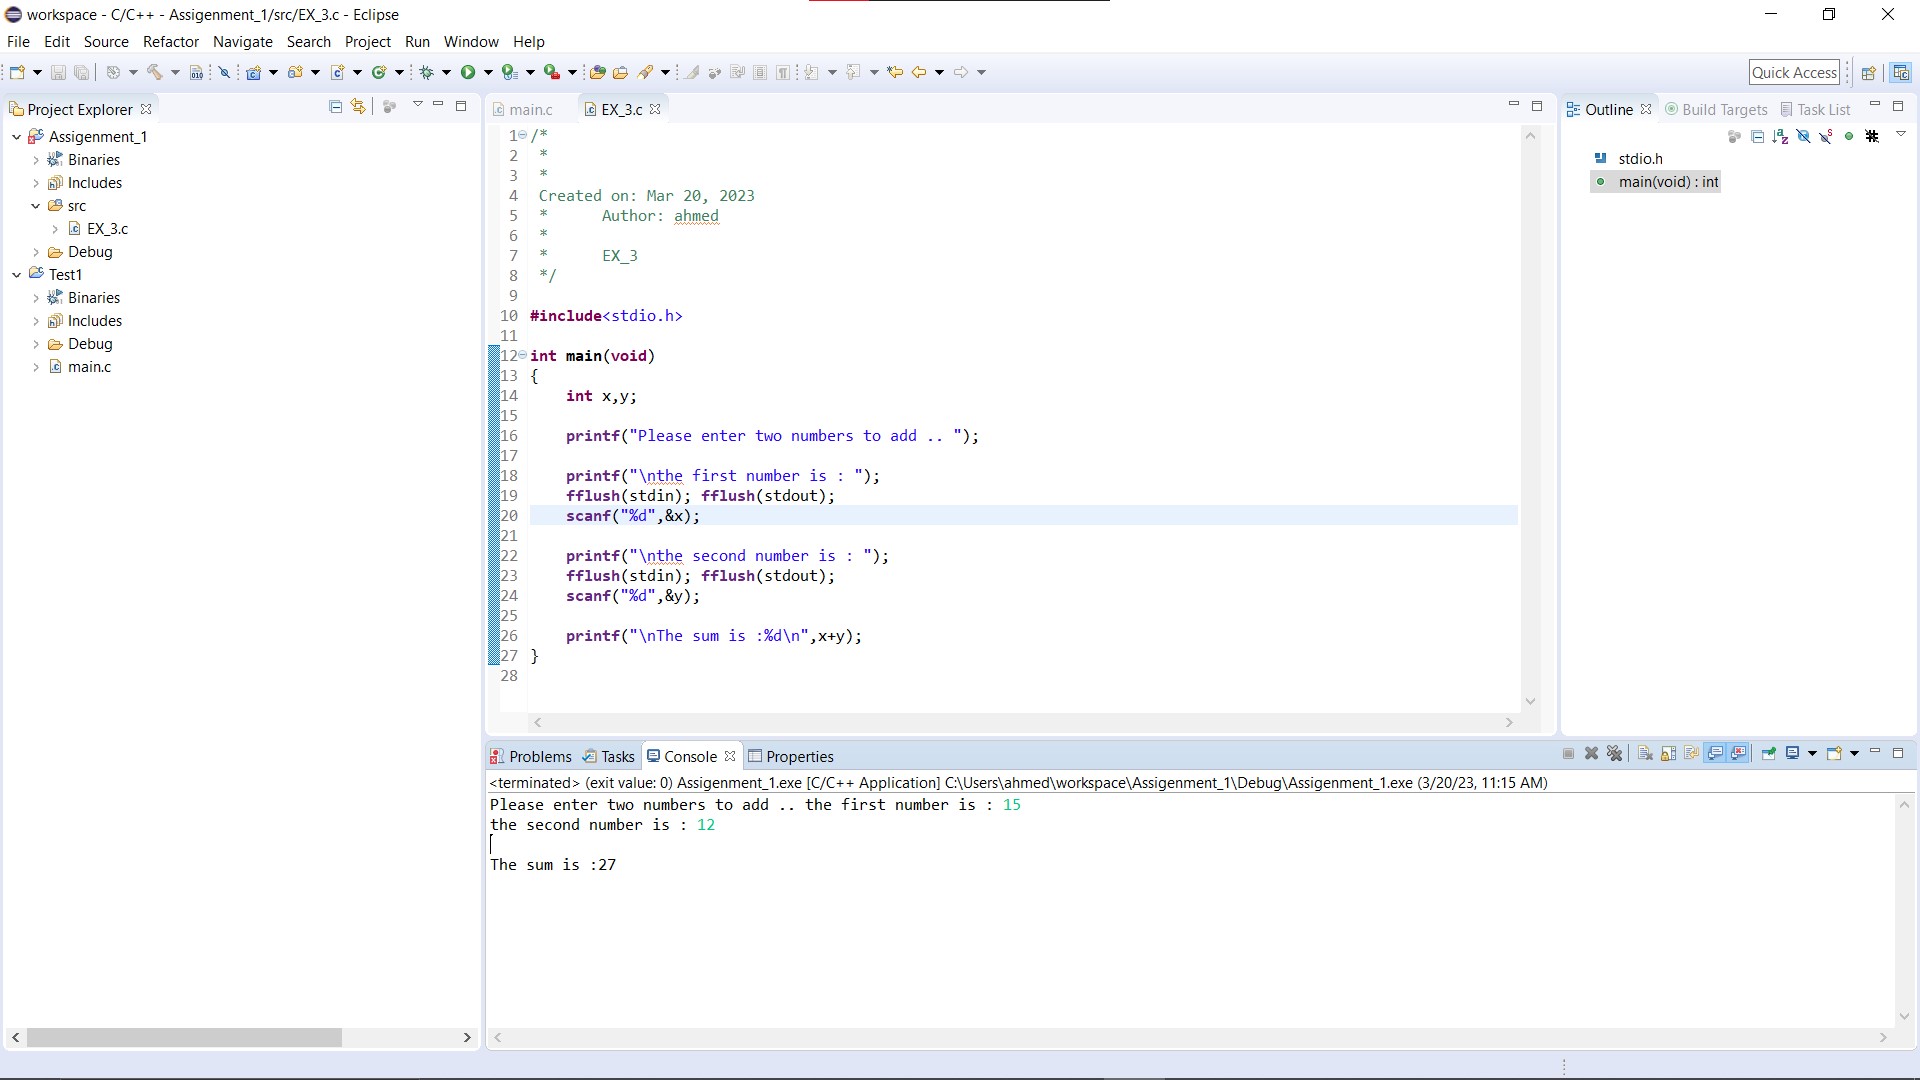 workspace - C/C++ - Assigenment_1/src/EX_3.c - Eclipse
File Edit Source Refactor Navigate Search Project Run Window Help
Quick Access
Project Explorer
Assigenment_1
Binaries
Includes
src
EX_3.c
Debug
Test1
Binaries
Includes
Debug
main.c
main.c EX_3.c
1 /*
2 *
3 *
4 Created on: Mar 20, 2023
5 * Author: ahmed
6 *
7 * EX_3
8 */
9
10 #include<stdio.h>
11
12 int main(void)
13 {
14 int x,y;
15
16 printf("Please enter two numbers to add .. ");
17
18 printf("\nthe first number is : ");
19 fflush(stdin); fflush(stdout);
20 scanf("%d",&x);
21
22 printf("\nthe second number is : ");
23 fflush(stdin); fflush(stdout);
24 scanf("%d",&y);
25
26 printf("\nThe sum is :%d\n",x+y);
27 }
28
Outline Build Targets Task List
stdio.h
main(void) : int
Problems Tasks Console Properties
<terminated> (exit value: 0) Assigenment_1.exe [C/C++ Application] C:\Users\ahmed\workspace\Assigenment_1\Debug\Assigenment_1.exe (3/20/23, 11:15 AM)
Please enter two numbers to add .. the first number is : 15
the second number is : 12
The sum is :27